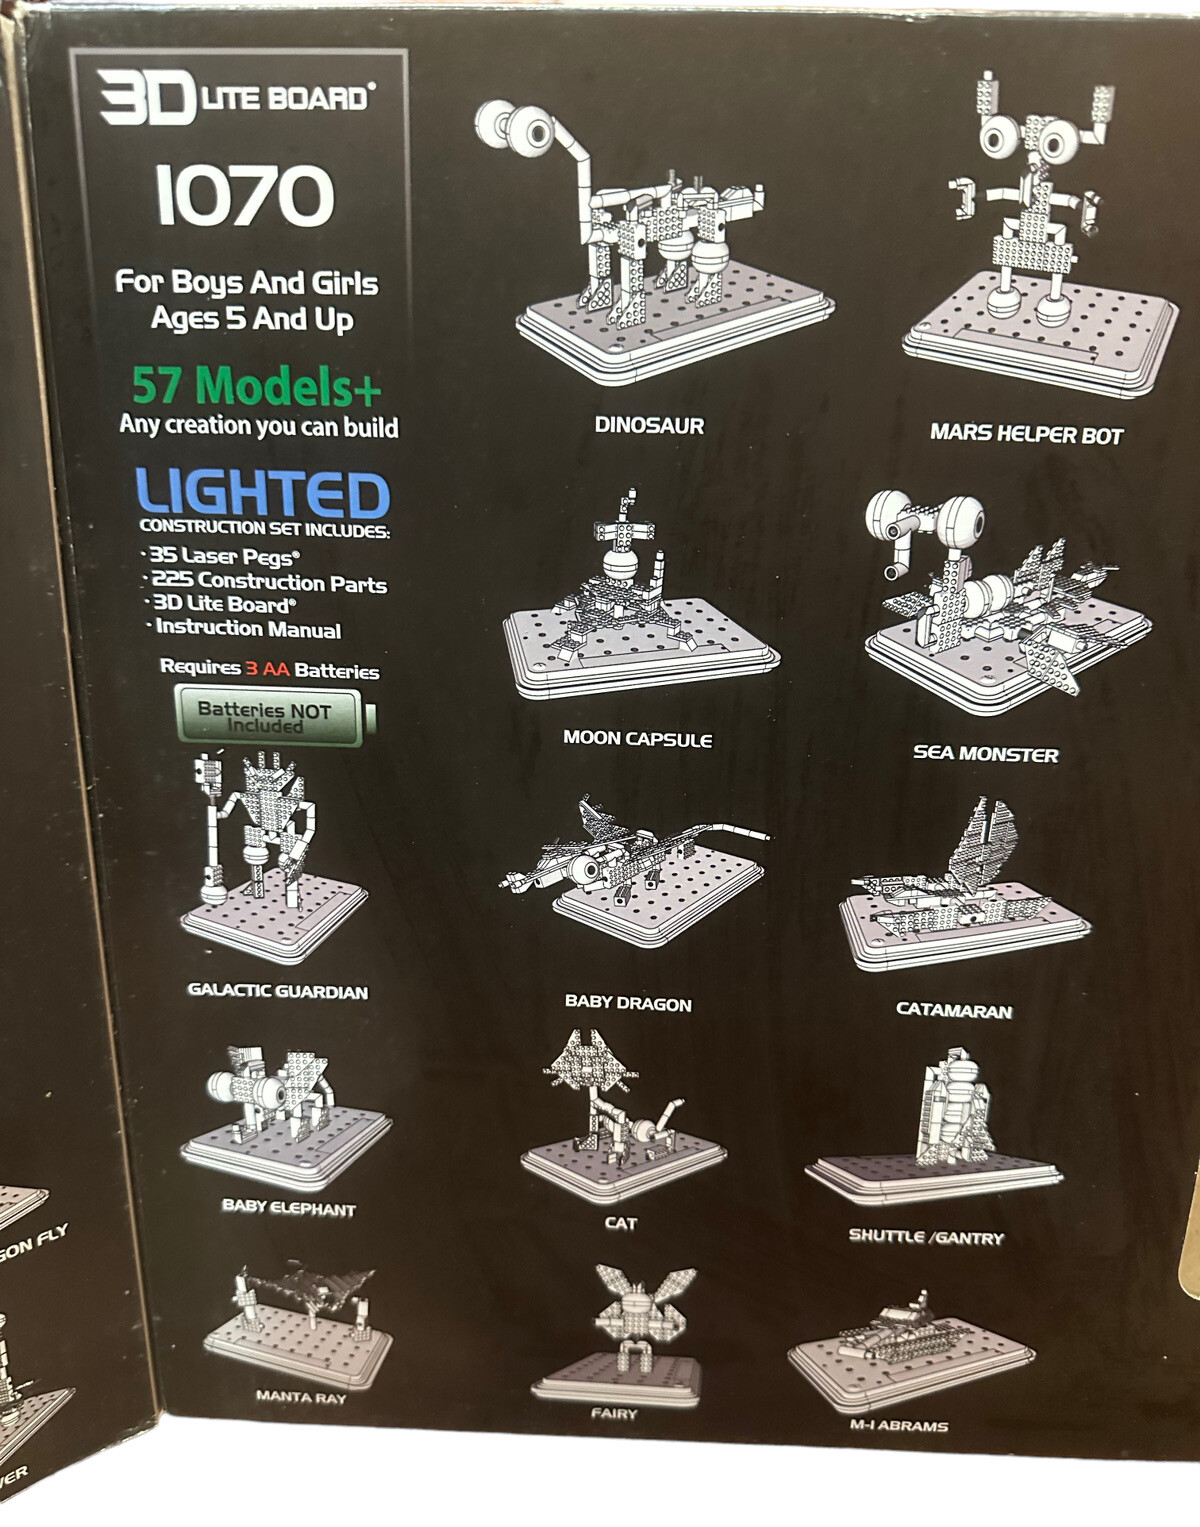 3D LITE BOARD®
1070
For Boys And Girls
Ages 5 And Up
57 Models+
Any creation you can build
LIGHTED
CONSTRUCTION SET INCLUDES:
· 35 Laser Pegs®
· 225 Construction Parts
· 3D Lite Board®
· Instruction Manual
Requires 3 AA Batteries
Batteries NOT
Included
DINOSAUR
MARS HELPER BOT
MOON CAPSULE
SEA MONSTER
GALACTIC GUARDIAN
BABY DRAGON
CATAMARAN
BABY ELEPHANT
CAT
SHUTTLE /GANTRY
MANTA RAY
FAIRY
M-1 ABRAMS
FLY